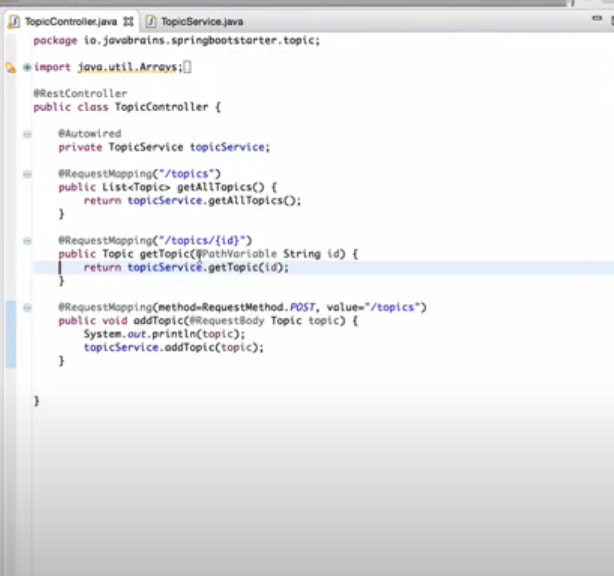 TopicController.java
TopicService.java
package io.javabrains.springbootstarter.topic;
import java.util.Arrays;
@RestController
public class TopicController {
@Autowired
private TopicService topicService;
@RequestMapping("/topics")
public List<Topic> getAllTopics() {
return topicService.getAllTopics();
}
@RequestMapping("/topics/{id}")
public Topic getTopic(@PathVariable String id) {
return topicService.getTopic(id);
}
@RequestMapping(method=RequestMethod.POST, value="/topics")
public void addTopic(@RequestBody Topic topic) {
System.out.println(topic);
topicService.addTopic(topic);
}
}